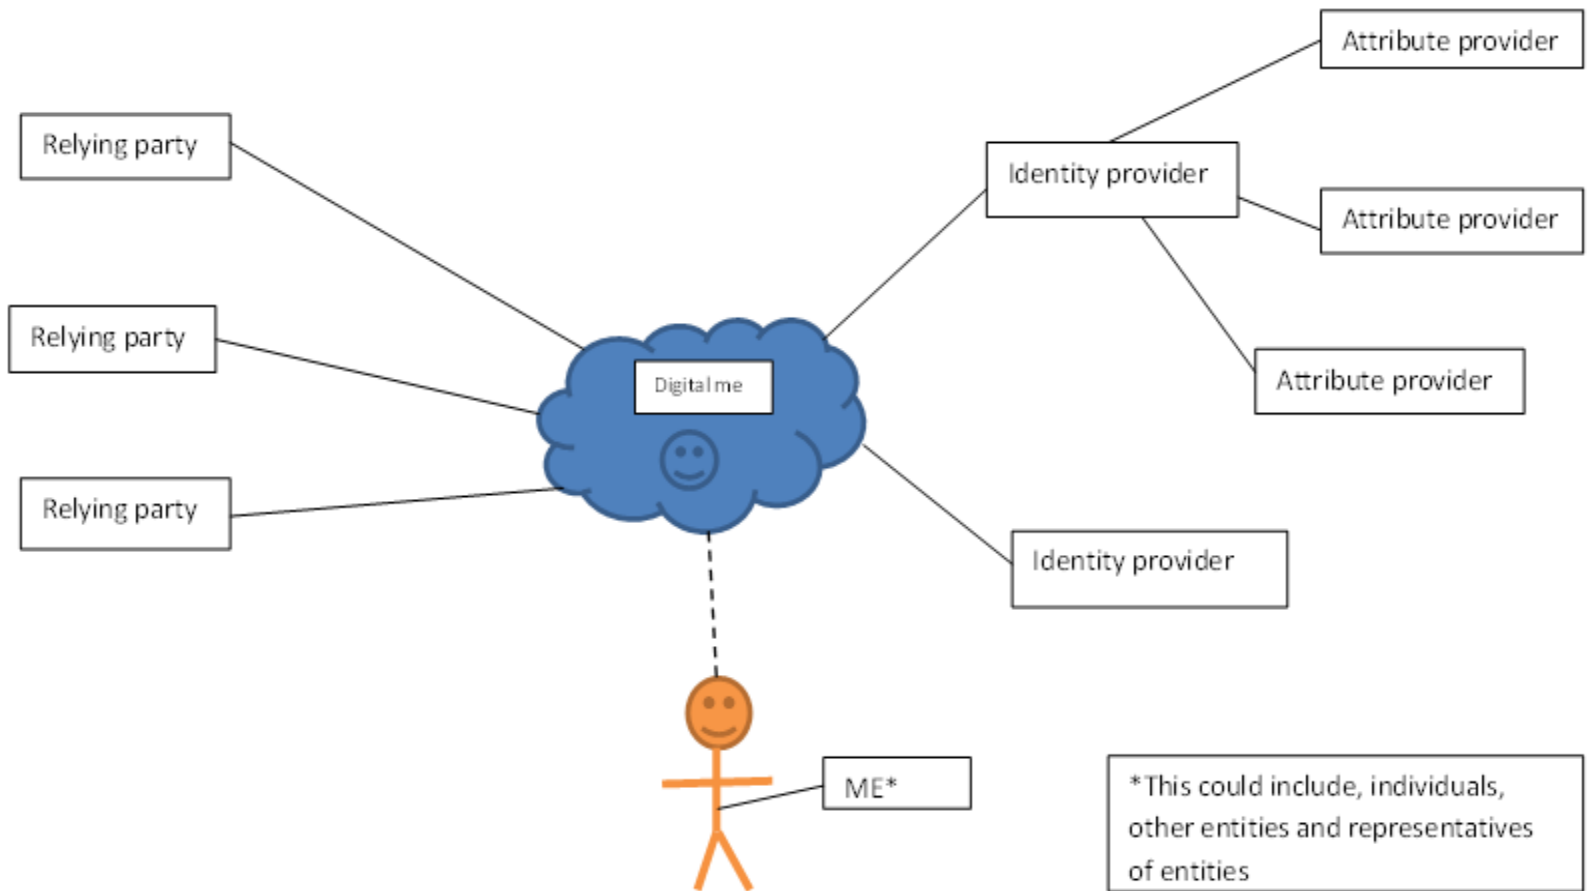 Attribute provider
Relying party
Identity provider
Attribute provider
Relying party
Digital me
Attribute provider
Relying party
Identity provider
ME*
*This could include, individuals,
other entities and representatives
of entities